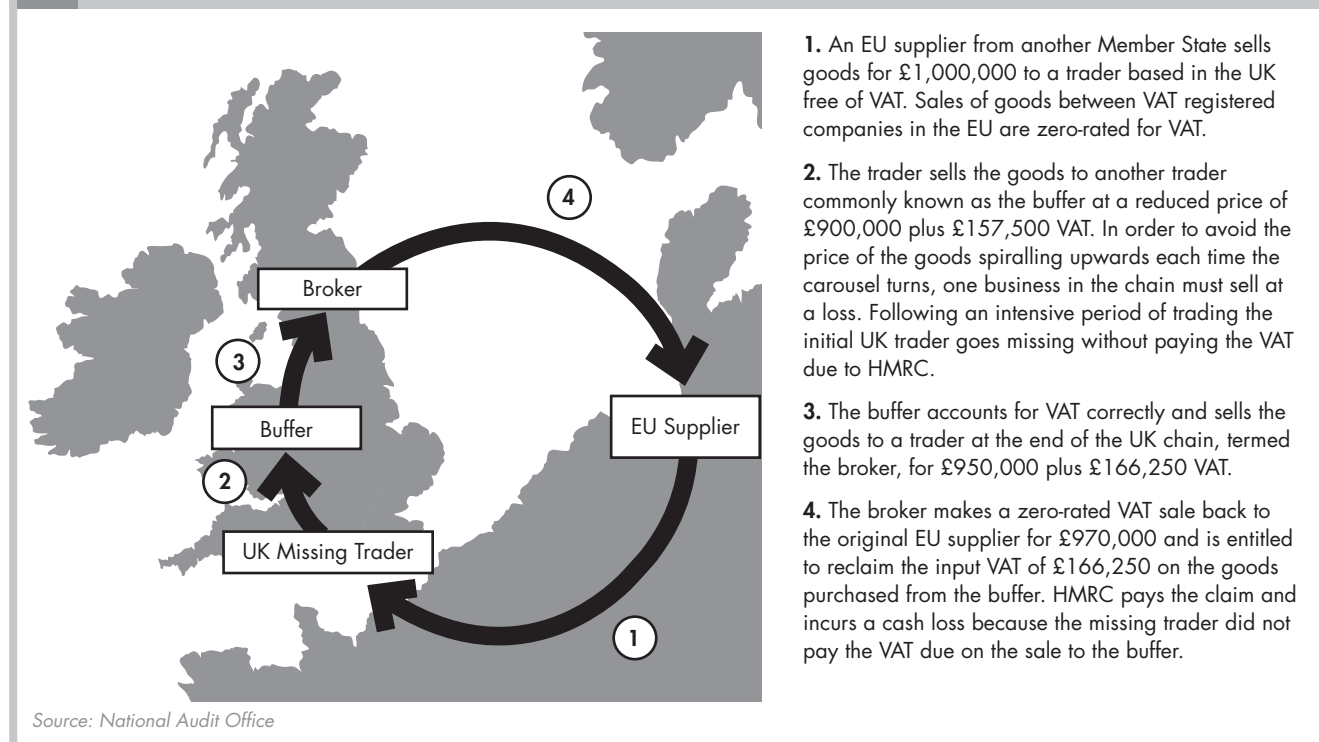 4
Broker
3
Buffer
EU Supplier
2
UK Missing Trader
1
1. An EU supplier from another Member State sells
goods for £1,000,000 to a trader based in the UK
free of VAT. Sales of goods between VAT registered
companies in the EU are zero-rated for VAT.
2. The trader sells the goods to another trader
commonly known as the buffer at a reduced price of
£900,000 plus £157,500 VAT. In order to avoid the
price of the goods spiralling upwards each time the
carousel turns, one business in the chain must sell at
a loss. Following an intensive period of trading the
initial UK trader goes missing without paying the VAT
due to HMRC.
3. The buffer accounts for VAT correctly and sells the
goods to a trader at the end of the UK chain, termed
the broker, for £950,000 plus £166,250 VAT.
4. The broker makes a zero-rated VAT sale back to
the original EU supplier for £970,000 and is entitled
to reclaim the input VAT of £166,250 on the goods
purchased from the buffer. HMRC pays the claim and
incurs a cash loss because the missing trader did not
pay the VAT due on the sale to the buffer.
Source: National Audit Office